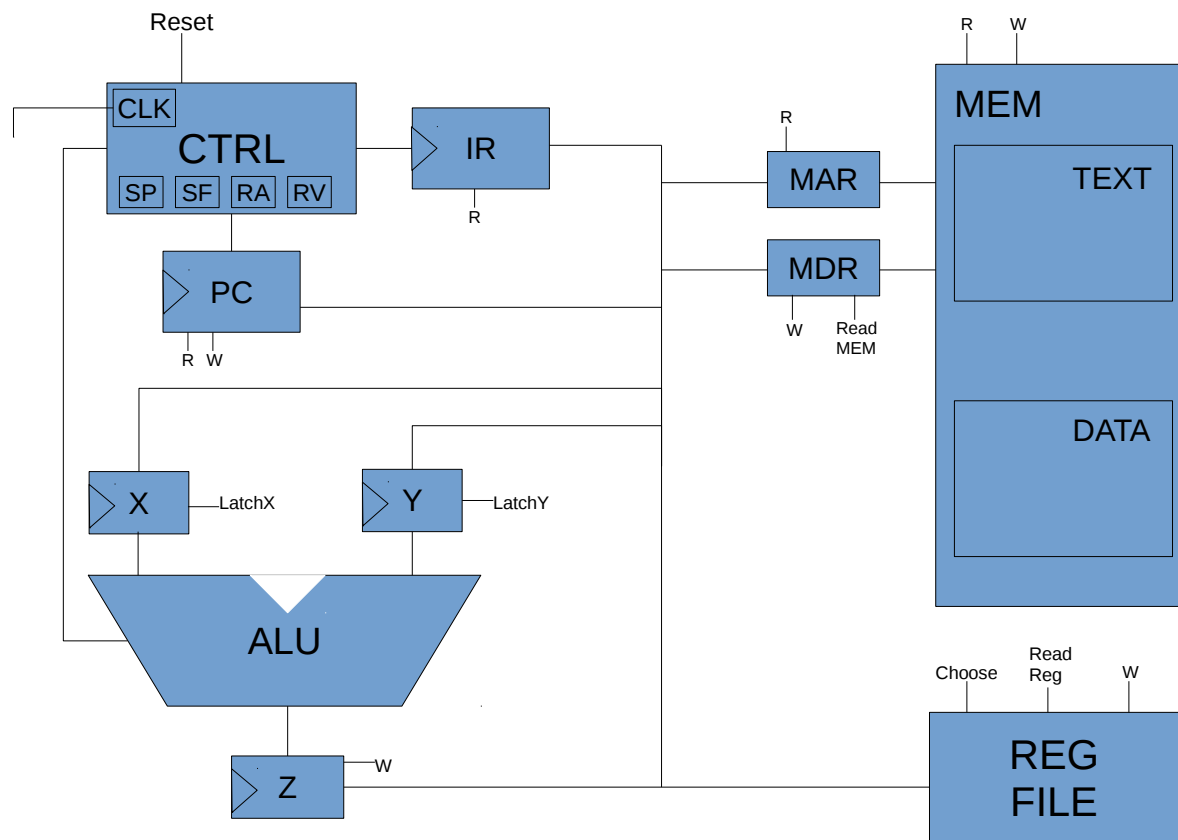 Reset
R
W
CLK
CTRL
SP
SF
RA
RV
IR
R
MEM
TEXT
R
MAR
MDR
W
Read
MEM
PC
R
W
DATA
X
LatchX
Y
LatchY
ALU
Choose
Read
Reg
W
Z
W
REG
FILE